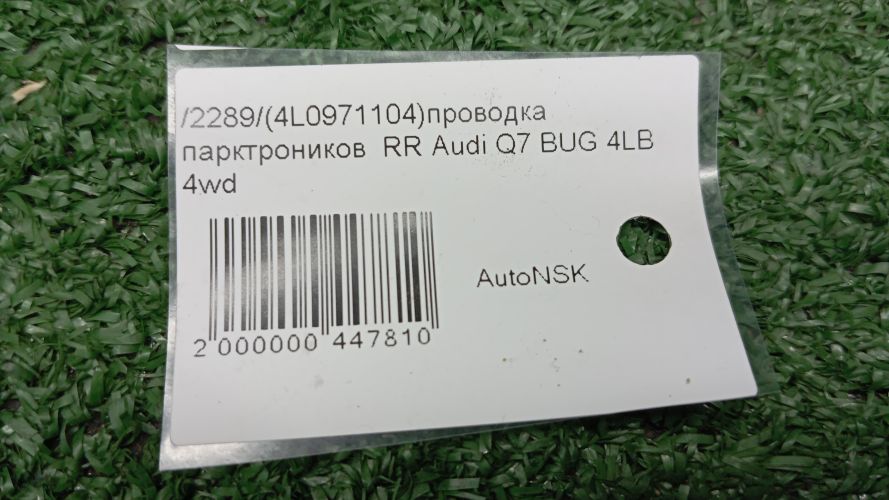 /2289/(4L0971104)проводка
парктроников RR Audi Q7 BUG 4LB
4wd
AutoNSK
2 000000 447810